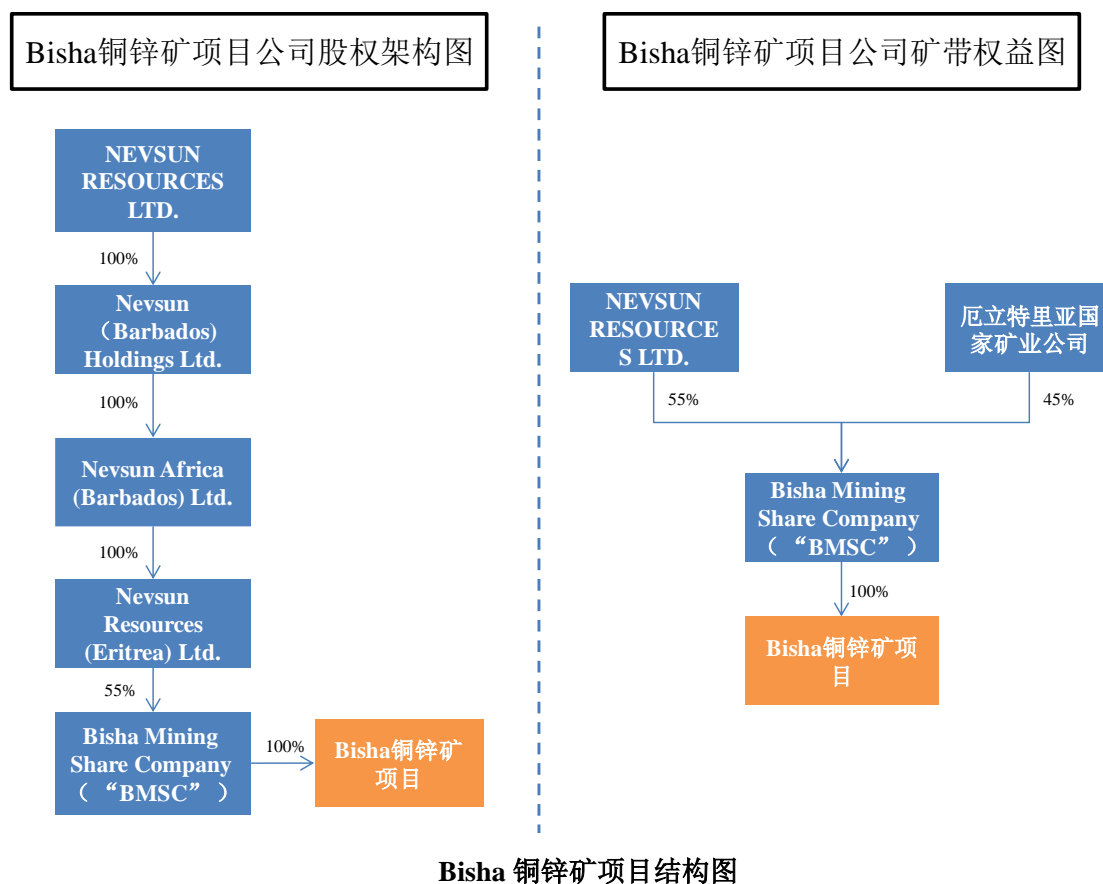 Bisha铜锌矿项目公司股权架构图
NEVSUN
RESOURCES
LTD.
100%
Nevsun
（Barbados)
Holdings Ltd.
100%
Nevsun Africa
(Barbados) Ltd.
100%
Nevsun
Resources
(Eritrea) Ltd.
55%
Bisha Mining
Share Company
（ “BMSC” ）
100%
Bisha铜锌矿
项目
Bisha铜锌矿项目公司矿带权益图
NEVSUN
RESOURCE
S LTD.
厄立特里亚国
家矿业公司
55%
45%
Bisha Mining
Share Company
（ “BMSC” ）
100%
Bisha铜锌矿项
目
Bisha 铜锌矿项目结构图